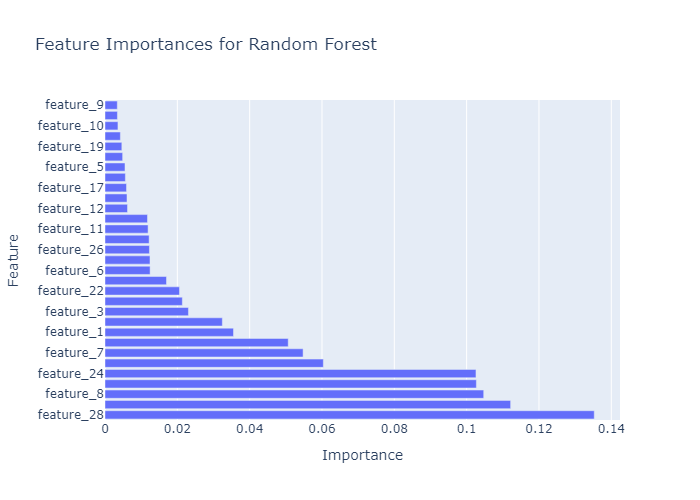 Feature Importances for Random Forest
feature_9
feature_10
feature_19
feature_5
feature_17
feature_12
feature_11
feature_26
feature_6
feature_22
feature_3
feature_1
feature_7
feature_24
feature_8
feature_28
Feature
0 0.02 0.04 0.06 0.08 0.1 0.12 0.14
Importance